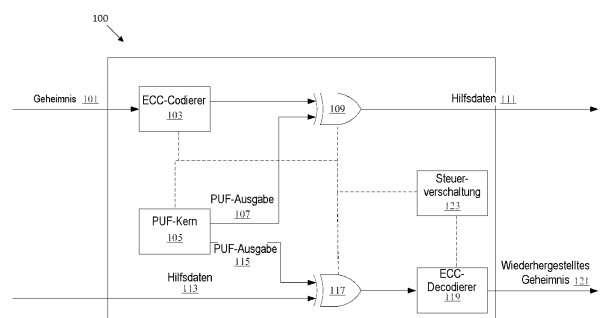 100
Geheimnis 101
ECC-Codierer
103
109
Hilfsdaten 111
PUF-Ausgabe
107
Steuer-
verschaltung
123
PUF-Kern
105
PUF-Ausgabe
115
Hilfsdaten
113
117
ECC-
Decodierer
119
Wiederhergestelltes
Geheimnis 121